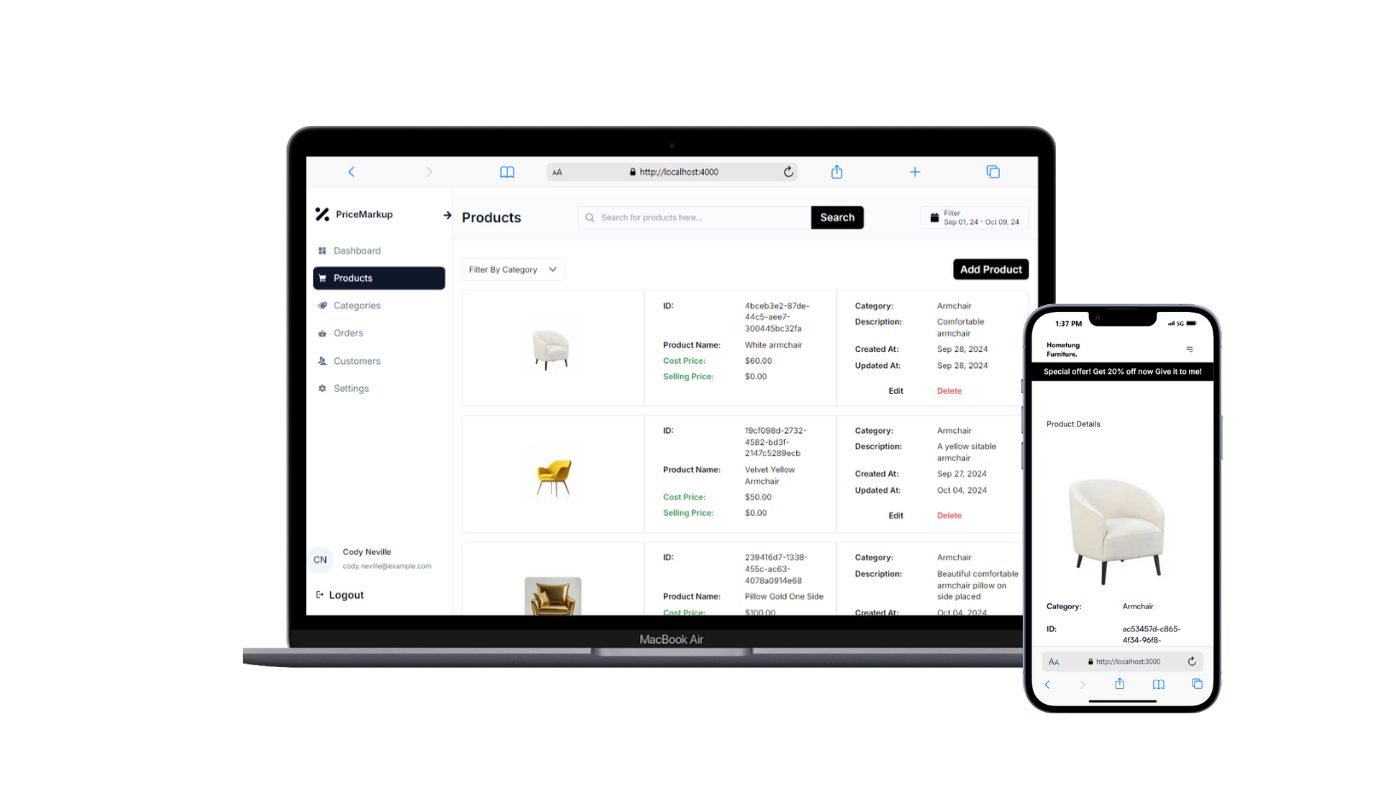 http://localhost:4000
PriceMarkup
Products
Search for products here...
Search
Filter
Sep 01, 24 - Oct 09, 24
Dashboard
Products
Categories
Orders
Customers
Settings
Cody Neville
CN
cody.neville@example.com
Logout
Filter By Category
Add Product
ID:
4bceb3e2-87de-
44c5-aee7-
300445bc32fa
Product Name:
White armchair
Cost Price:
$60.00
Selling Price:
$0.00
Category:
Armchair
Description:
Comfortable
armchair
Created At:
Sep 28, 2024
Updated At:
Sep 28, 2024
Edit
Delete
ID:
19cf098d-2732-
4582-bd3f-
2147c5289ecb
Product Name:
Velvet Yellow
Armchair
Cost Price:
$50.00
Selling Price:
$0.00
Category:
Armchair
Description:
A yellow sitable
armchair
Created At:
Sep 27, 2024
Updated At:
Oct 04, 2024
Edit
Delete
ID:
239416d7-1338-
455c-ac63-
4078a0914e68
Product Name:
Pillow Gold One Side
Cost Price:
$100.00
Category:
Armchair
Description:
Beautiful comfortable
armchair pillow on
side placed
Created At:
Oct 04, 2024
MacBook Air
1:37 PM
5G
Hometung
Furniture.
Special offer! Get 20% off now Give it to me!
Product Details
Category:
Armchair
ID:
ac53457d-c865-
4f34-96f8-
AA
http://localhost:3000